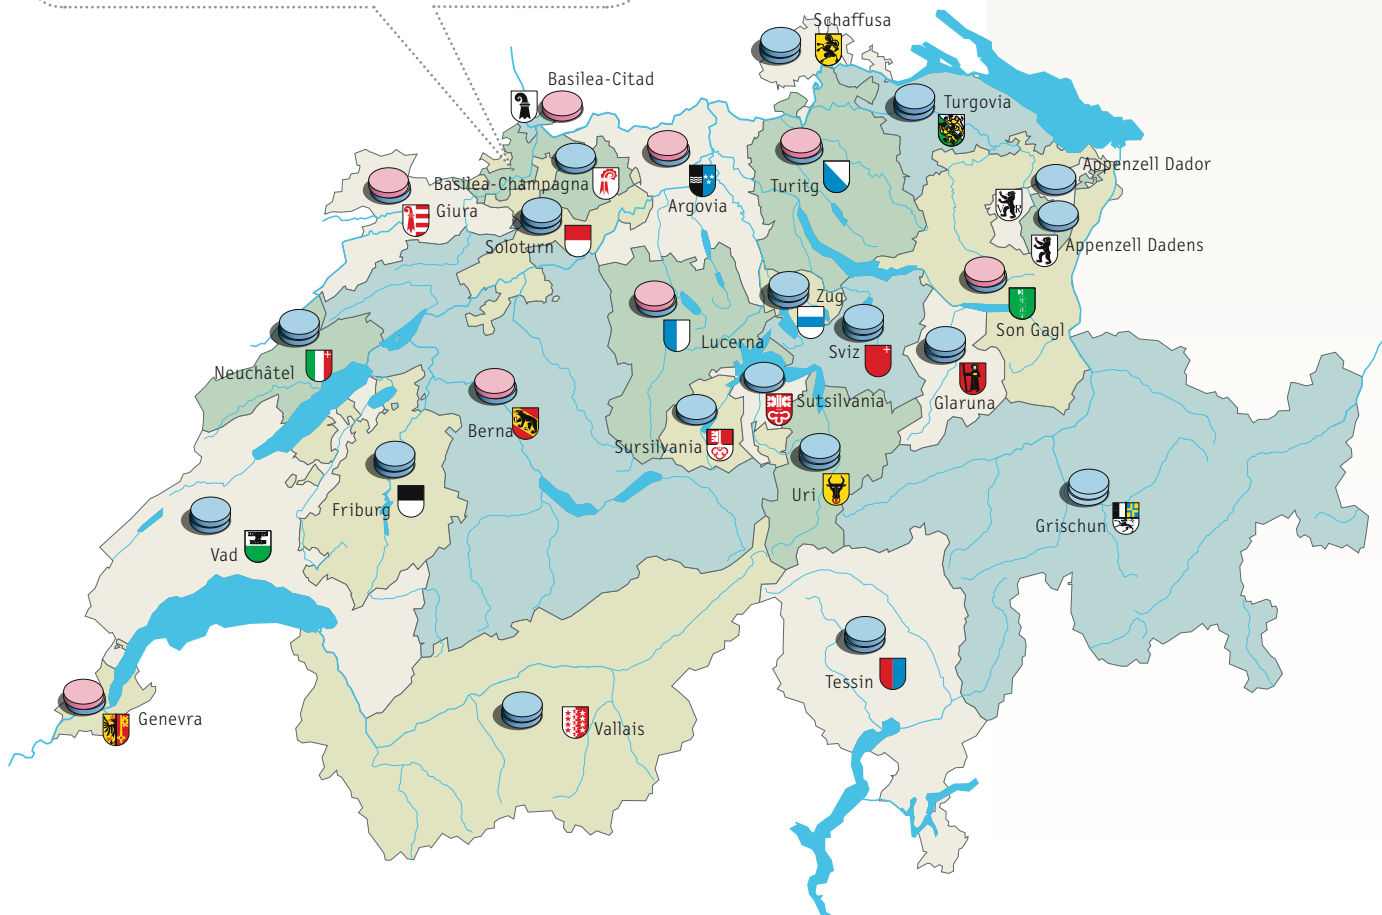 Schaffusa
Basilea-Citad
Turgovia
Appenzell Dador
Basilea-Champagna
Turitg
Argovia
Giura
Soloturn
Appenzell Dadens
Zug
Son Gagl
Lucerna
Sviz
Neuchâtel
Glaruna
Sutsilvania
Berna
Sursilvania
Uri
Friburg
Grischun
Vad
Tessin
Genevra
Vallais